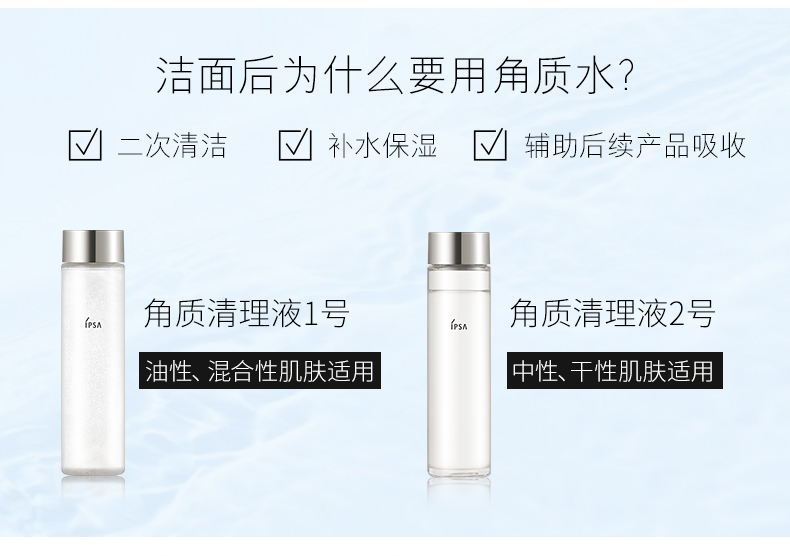 洁面后为什么要用角质水?
二次清洁 补水保湿 辅助后续产品吸收
角质清理液1号
油性、混合性肌肤适用
IPSA
角质清理液2号
中性、干性肌肤适用
IPSA